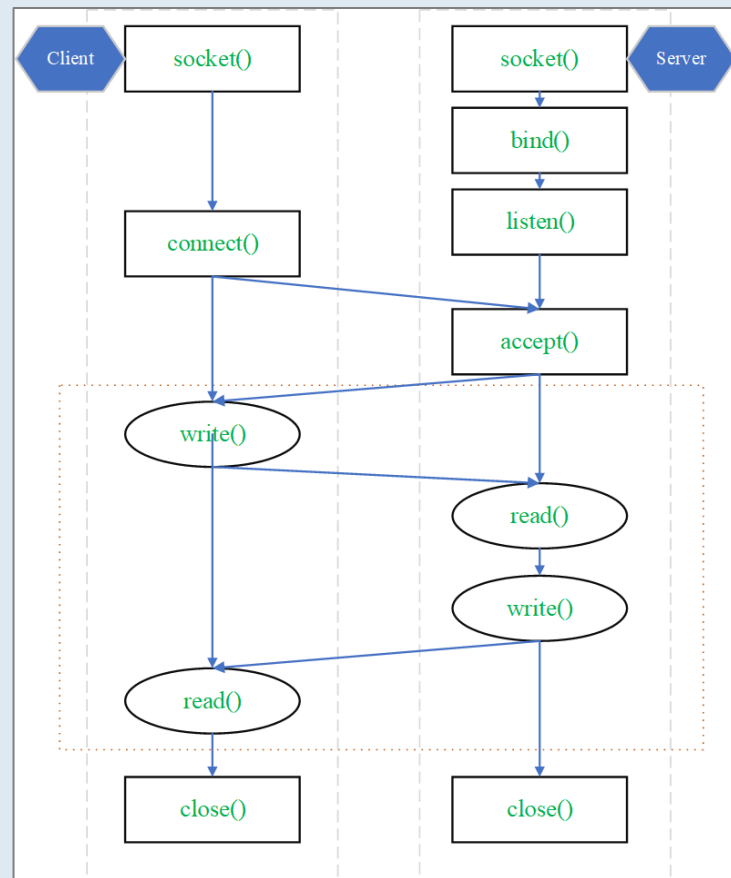 Client
socket()
socket()
Server
bind()
listen()
connect()
accept()
write()
read()
write()
read()
close()
close()